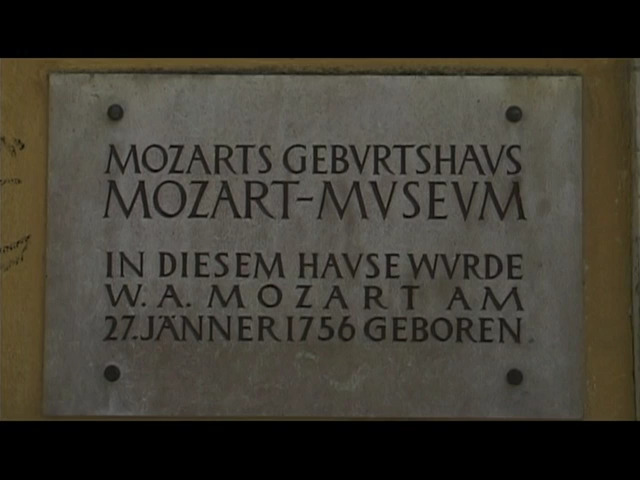 MOZARTS GEBVRTSHAVS
MOZART-MVSEVM
IN DIESEM HAVSE WVRDE
W. A. MOZART AM
27. JÄNNER 1756 GEBOREN